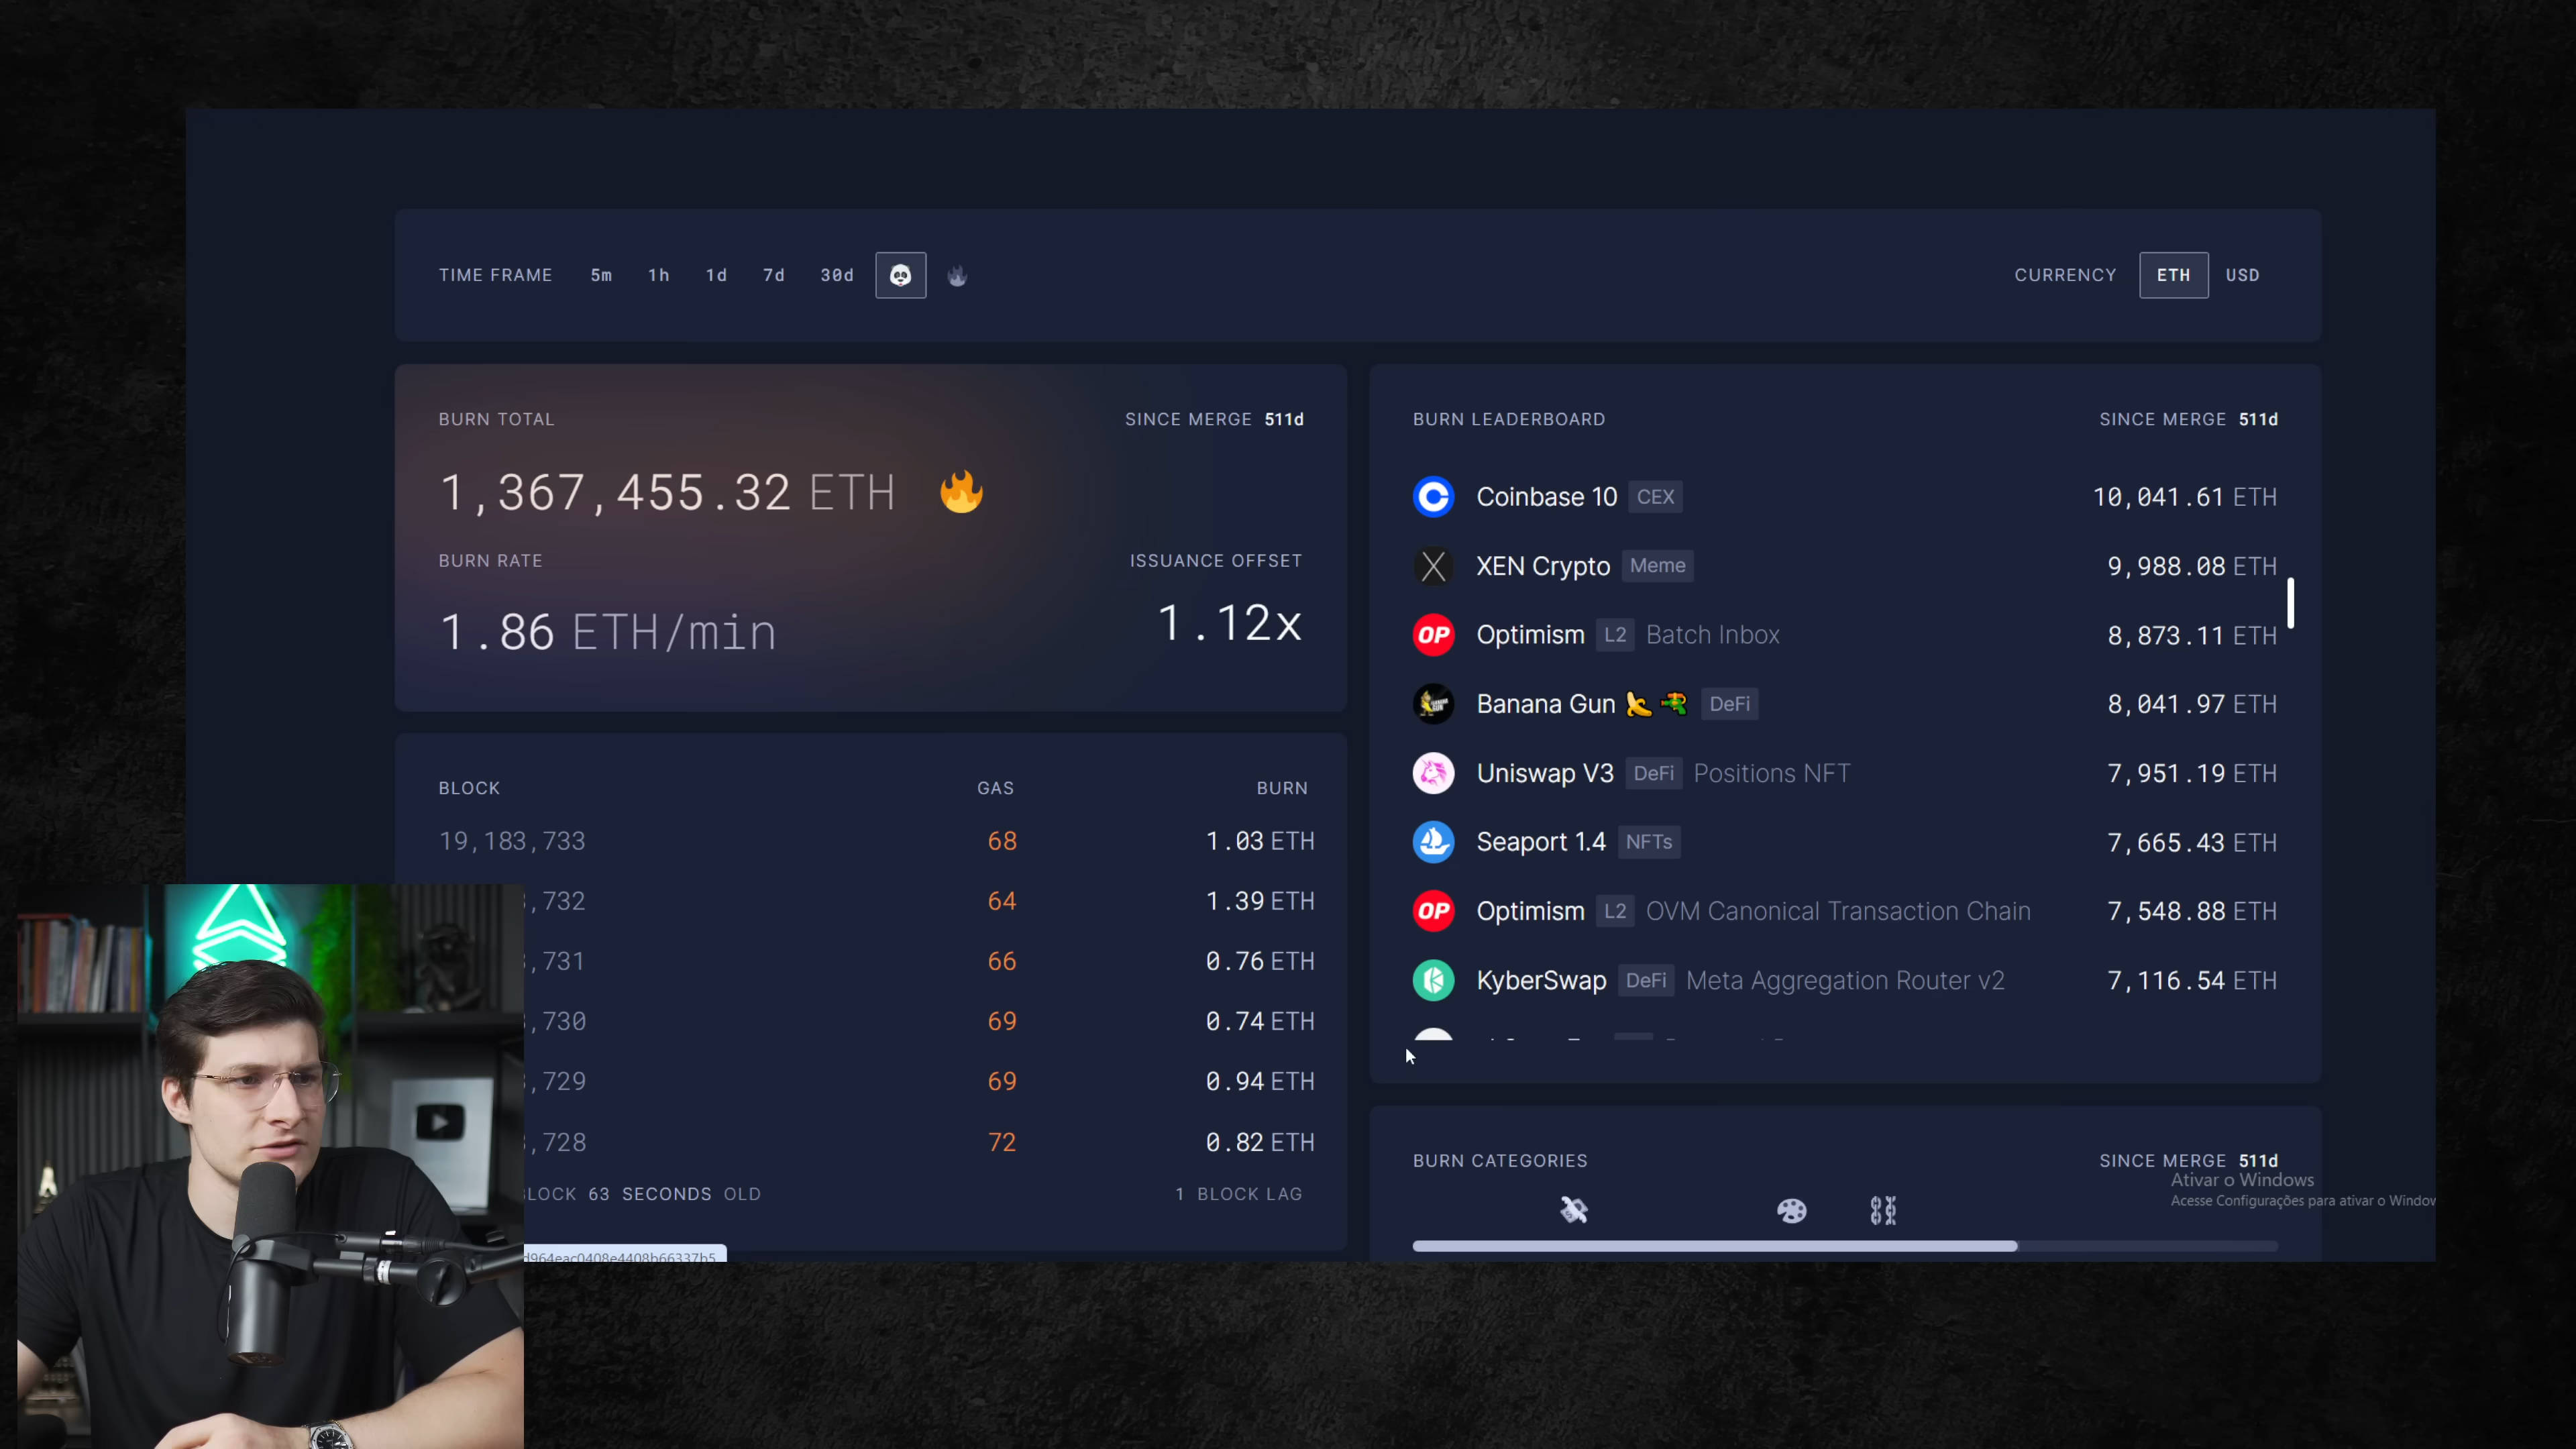 TIME FRAME 5m 1h 1d 7d 30d
CURRENCY ETH USD
BURN TOTAL SINCE MERGE 511d
1,367,455.32 ETH
BURN RATE ISSUANCE OFFSET
1.86 ETH/min 1.12x
BLOCK GAS BURN
19,183,733 68 1.03 ETH
,732 64 1.39 ETH
,731 66 0.76 ETH
,730 69 0.74 ETH
,729 69 0.94 ETH
,728 72 0.82 ETH
63 SECONDS OLD 1 BLOCK LAG
d964eac0408e4408b66337b5
BURN LEADERBOARD SINCE MERGE 511d
Coinbase 10 CEX 10,041.61 ETH
XEN Crypto Meme 9,988.08 ETH
OP Optimism L2 Batch Inbox 8,873.11 ETH
Banana Gun DeFi 8,041.97 ETH
Uniswap V3 DeFi Positions NFT 7,951.19 ETH
Seaport 1.4 NFTs 7,665.43 ETH
OP Optimism L2 OVM Canonical Transaction Chain 7,548.88 ETH
KyberSwap DeFi Meta Aggregation Router v2 7,116.54 ETH
BURN CATEGORIES SINCE MERGE 511d
Ativar o Windows
Acesse Configurações para ativar o Window